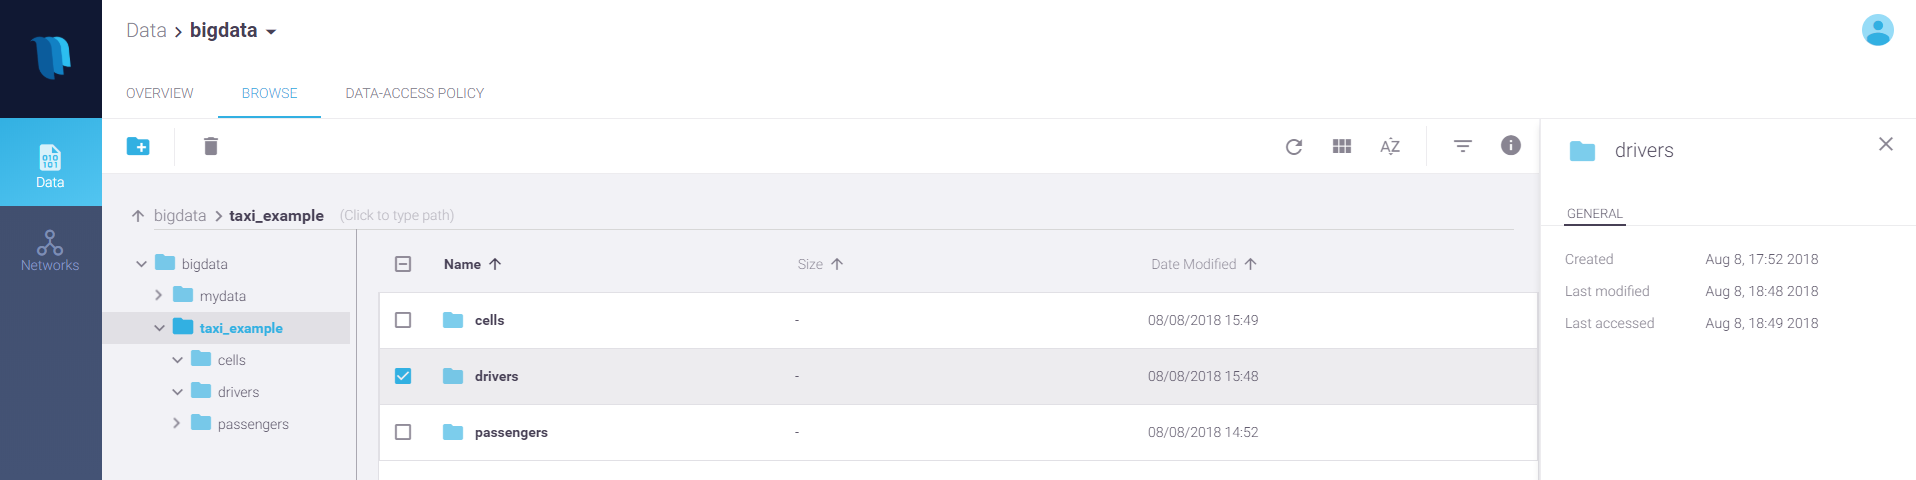 Data > bigdata
OVERVIEW BROWSE DATA-ACCESS POLICY
010
101
Data
Networks
AZ
bigdata > taxi_example (Click to type path)
bigdata
mydata
taxi_example
cells
drivers
passengers
Name Size Date Modified
cells - 08/08/2018 15:49
drivers - 08/08/2018 15:48
passengers - 08/08/2018 14:52
drivers
GENERAL
Created Aug 8, 17:52 2018
Last modified Aug 8, 18:48 2018
Last accessed Aug 8, 18:49 2018